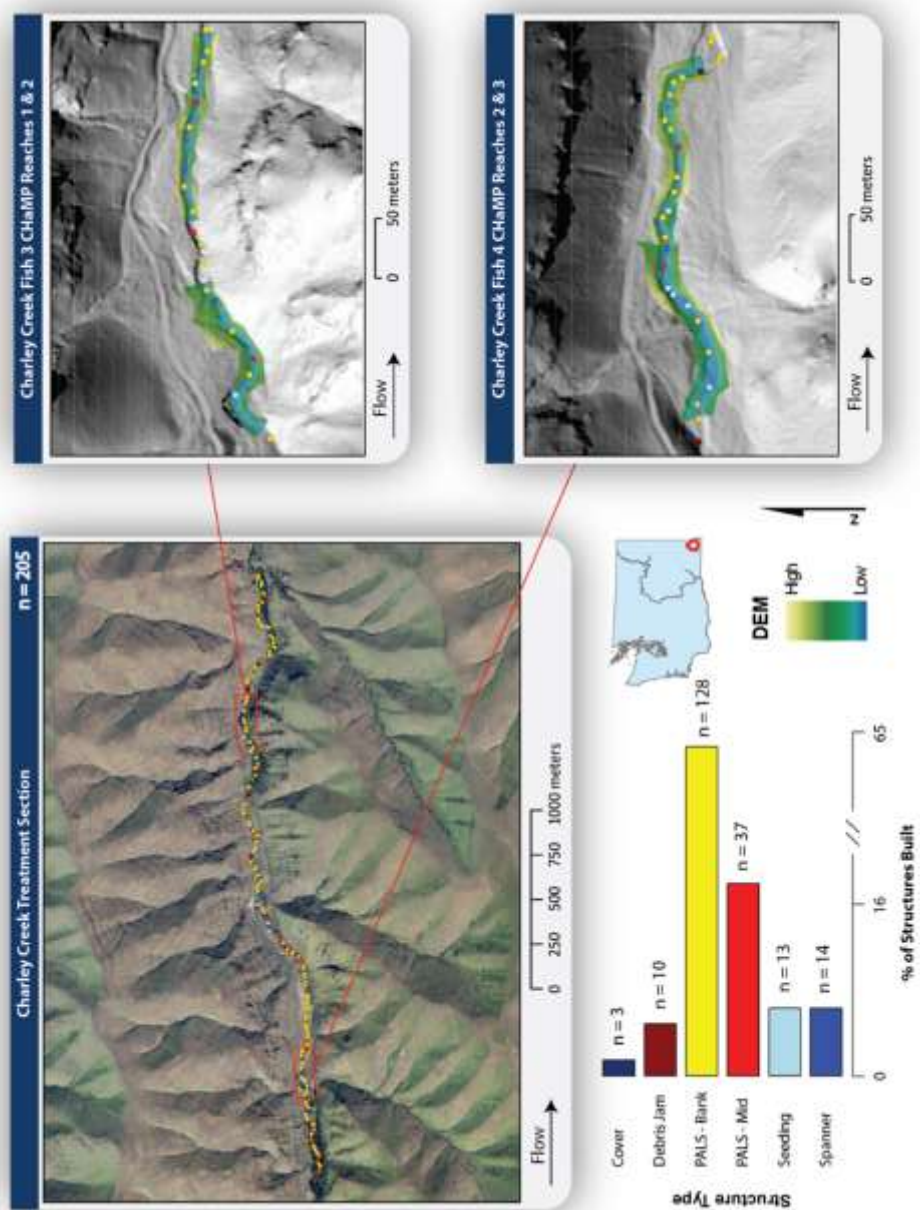 Charley Creek Treatment Section n = 205
Flow
0 250 500 750 1000 meters
Charley Creek Fish 3 CHaMP Reaches 1 & 2
Flow
0 50 meters
Charley Creek Fish 4 CHaMP Reaches 2 & 3
Flow
0 50 meters
Structure Type
Cover n = 3
Debris Jam n = 10
PALS - Bank n = 128
PALS - Mid n = 37
Seeding n = 13
Spanner n = 14
0 16 // 65
% of Structures Built
DEM
High
Low
N